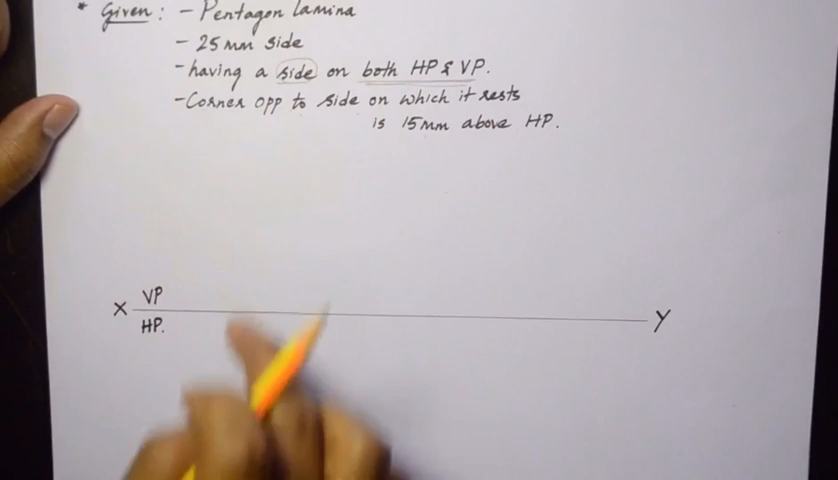 * Given : - Pentagon lamina
- 25 mm side
- having a side on both HP & VP.
- Corner opp to side on which it rests
is 15mm above HP.
VP
X Y
HP.